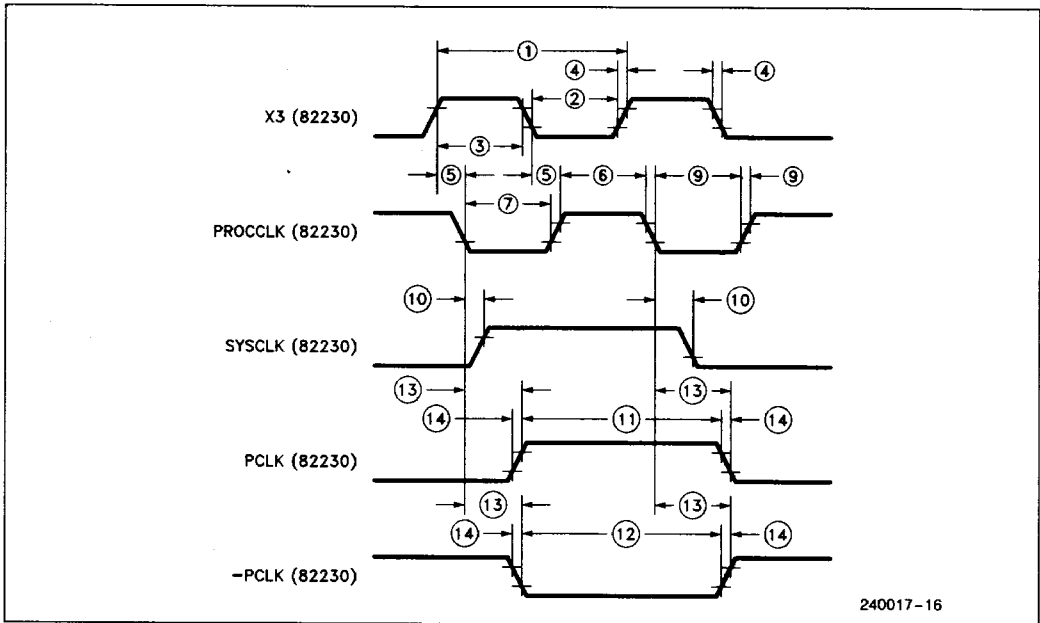 ①
④ ④
②
X3 (82230)
③
⑤ ⑤ ⑥ ⑨ ⑨
⑦
PROCCLK (82230)
⑩ ⑩
SYSCLK (82230)
⑬ ⑬
⑭ ⑪ ⑭
PCLK (82230)
⑬ ⑬
⑭ ⑫ ⑭
-PCLK (82230)
240017-16